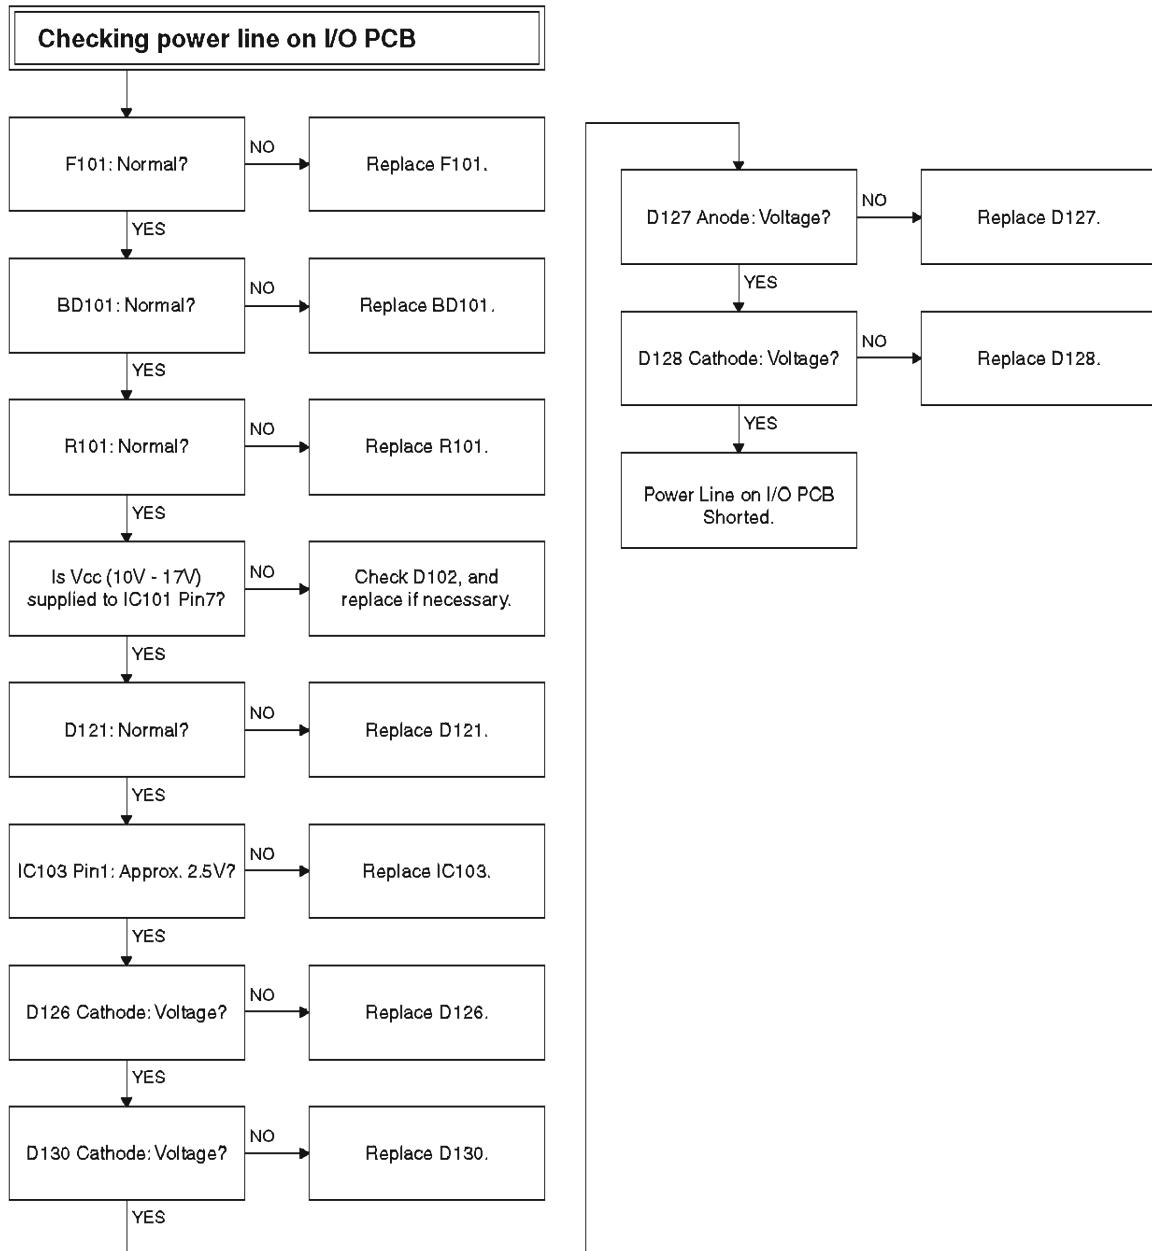 Checking power line on I/O PCB
F101: Normal?
NO
Replace F101.
YES
BD101: Normal?
NO
Replace BD101.
YES
R101: Normal?
NO
Replace R101.
YES
Is Vcc (10V - 17V)
supplied to IC101 Pin7?
NO
Check D102, and
replace if necessary.
YES
D121: Normal?
NO
Replace D121.
YES
IC103 Pin1: Approx. 2.5V?
NO
Replace IC103.
YES
D126 Cathode: Voltage?
NO
Replace D126.
YES
D130 Cathode: Voltage?
NO
Replace D130.
YES
D127 Anode: Voltage?
NO
Replace D127.
YES
D128 Cathode: Voltage?
NO
Replace D128.
YES
Power Line on I/O PCB
Shorted.